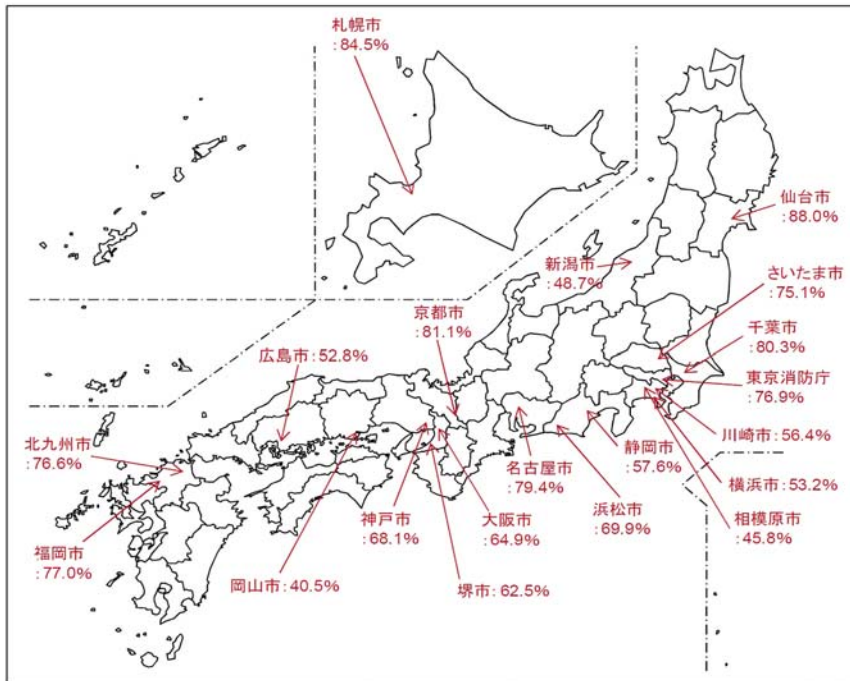 札幌市
:84.5%
仙台市
:88.0%
新潟市
:48.7%
さいたま市
:75.1%
京都市
:81.1%
千葉市
:80.3%
広島市:52.8%
東京消防庁
:76.9%
川崎市:56.4%
北九州市
:76.6%
静岡市
:57.6%
名古屋市
:79.4%
横浜市:53.2%
浜松市
:69.9%
相模原市
:45.8%
神戸市
:68.1%
大阪市
:64.9%
福岡市
:77.0%
岡山市:40.5%
堺市:62.5%